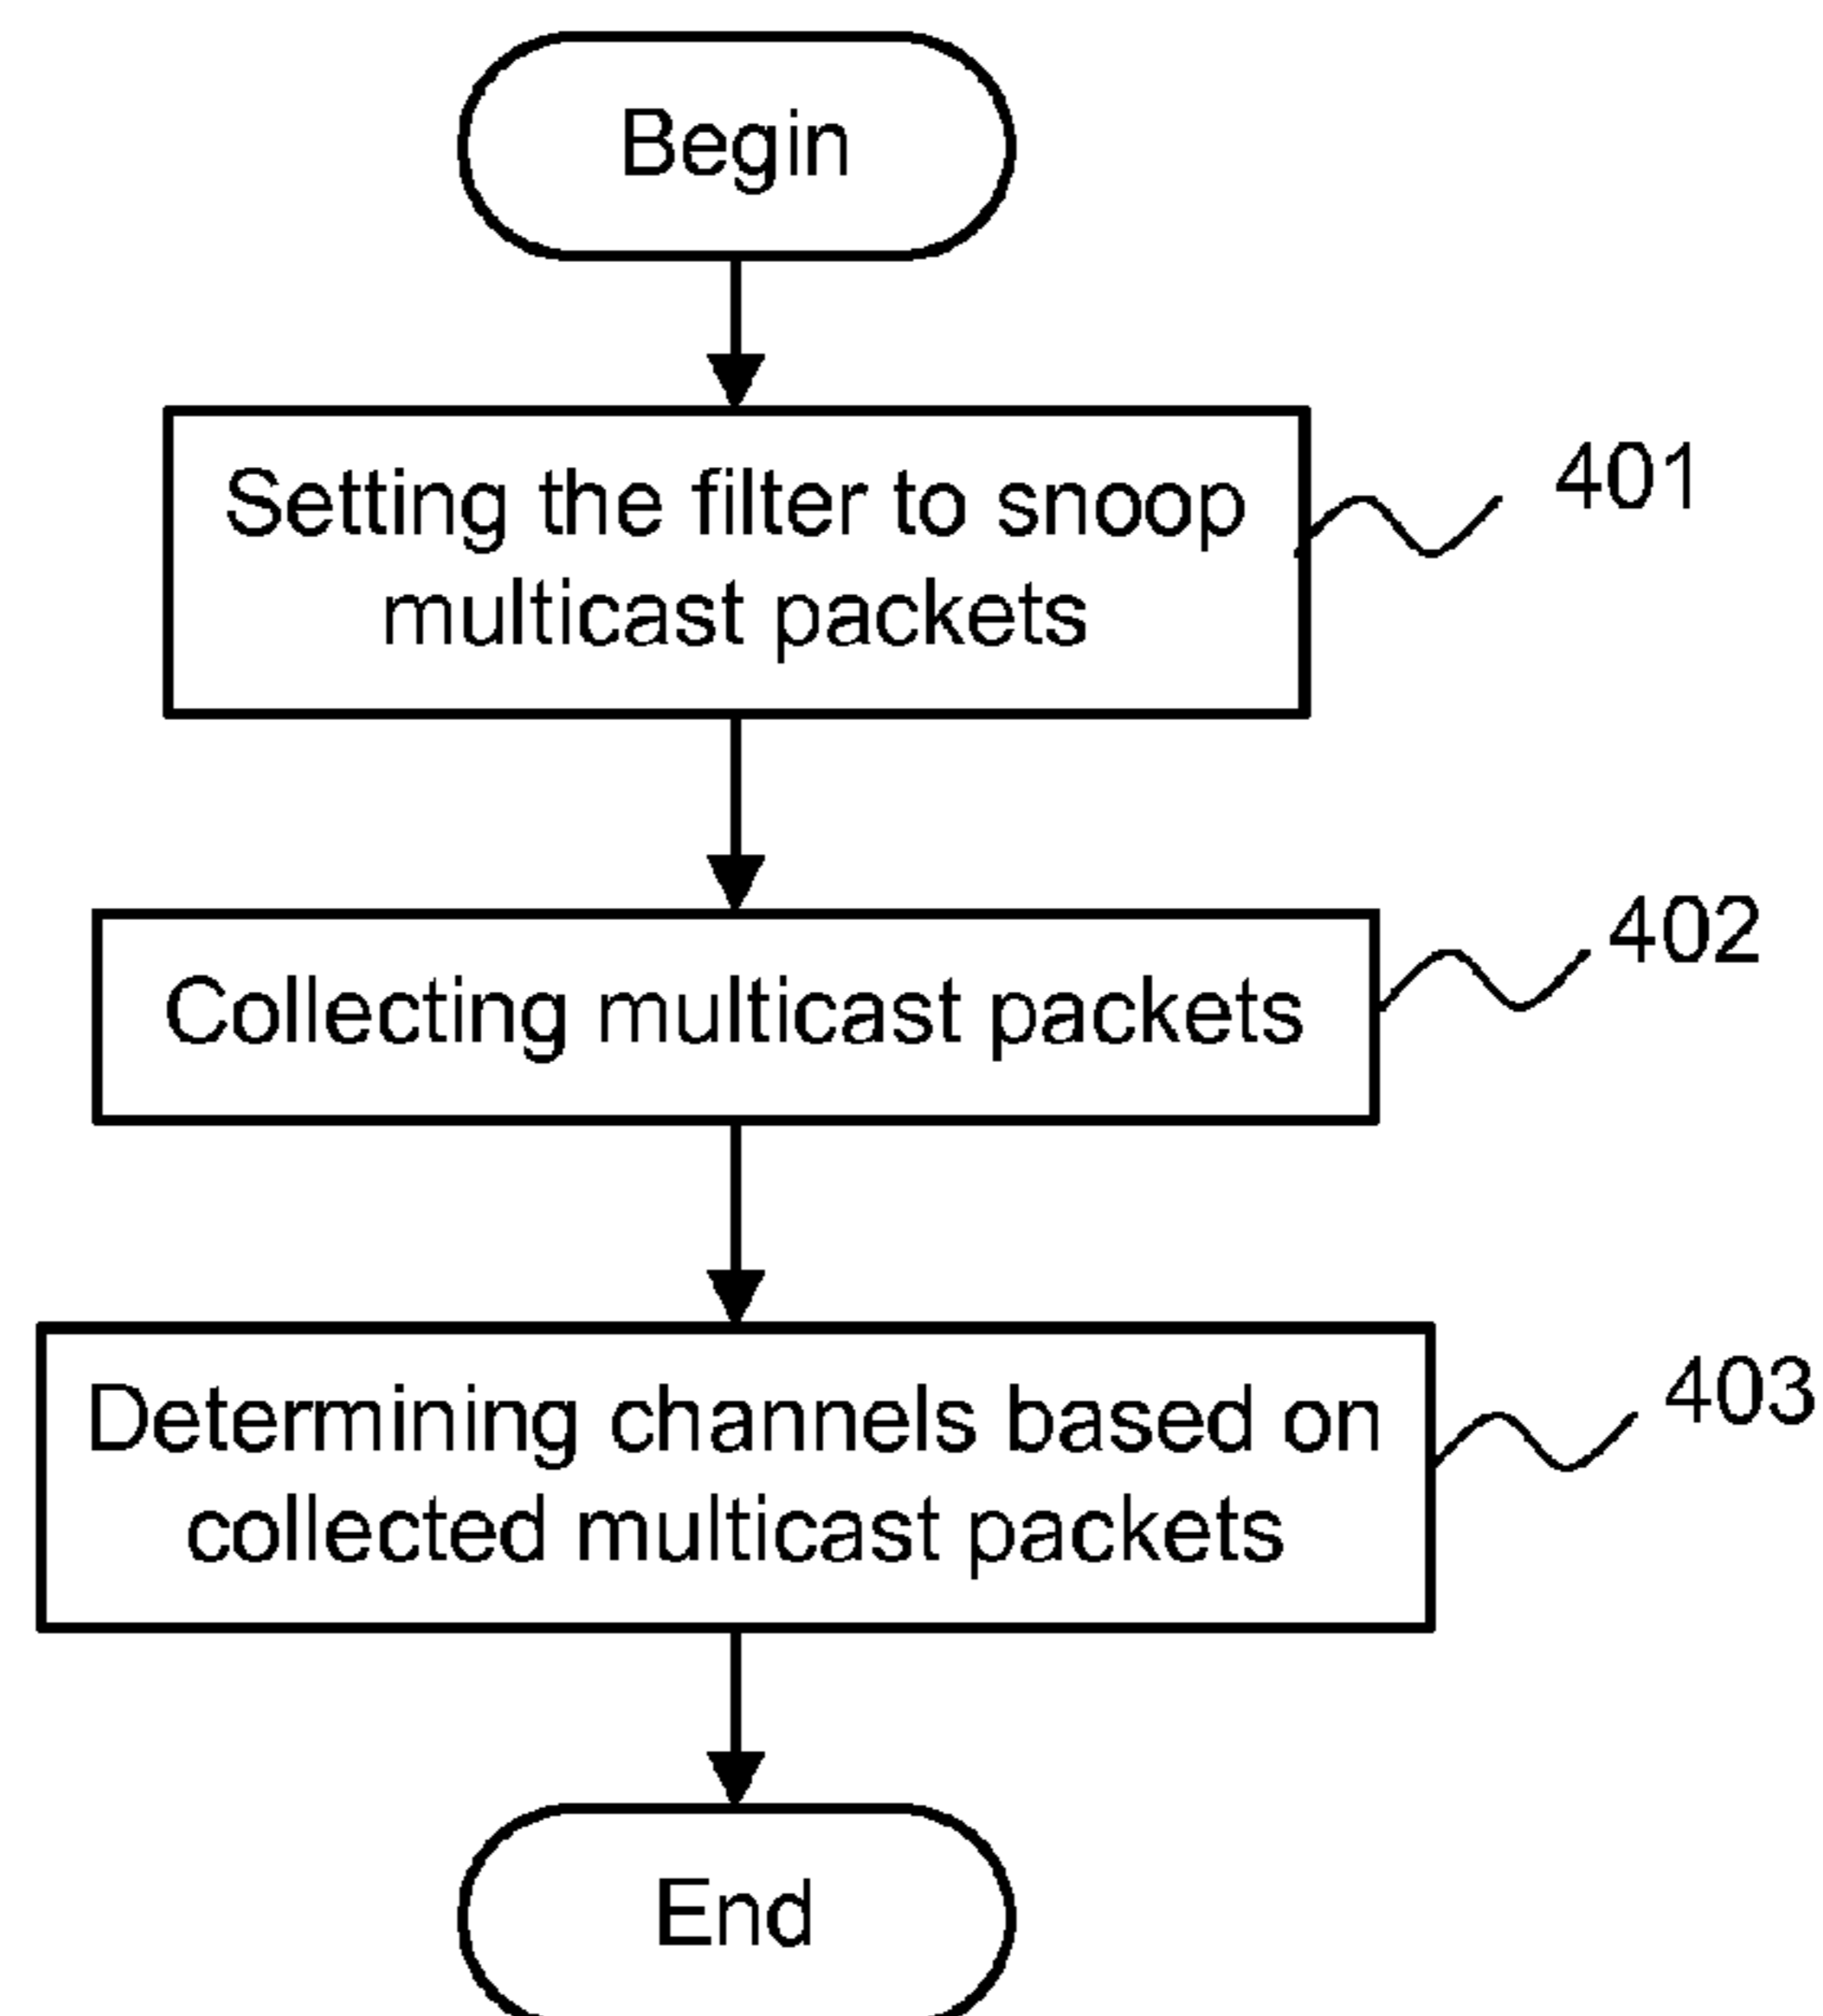 Begin
Setting the filter to snoop
multicast packets
401
Collecting multicast packets
402
Determining channels based on
collected multicast packets
403
End